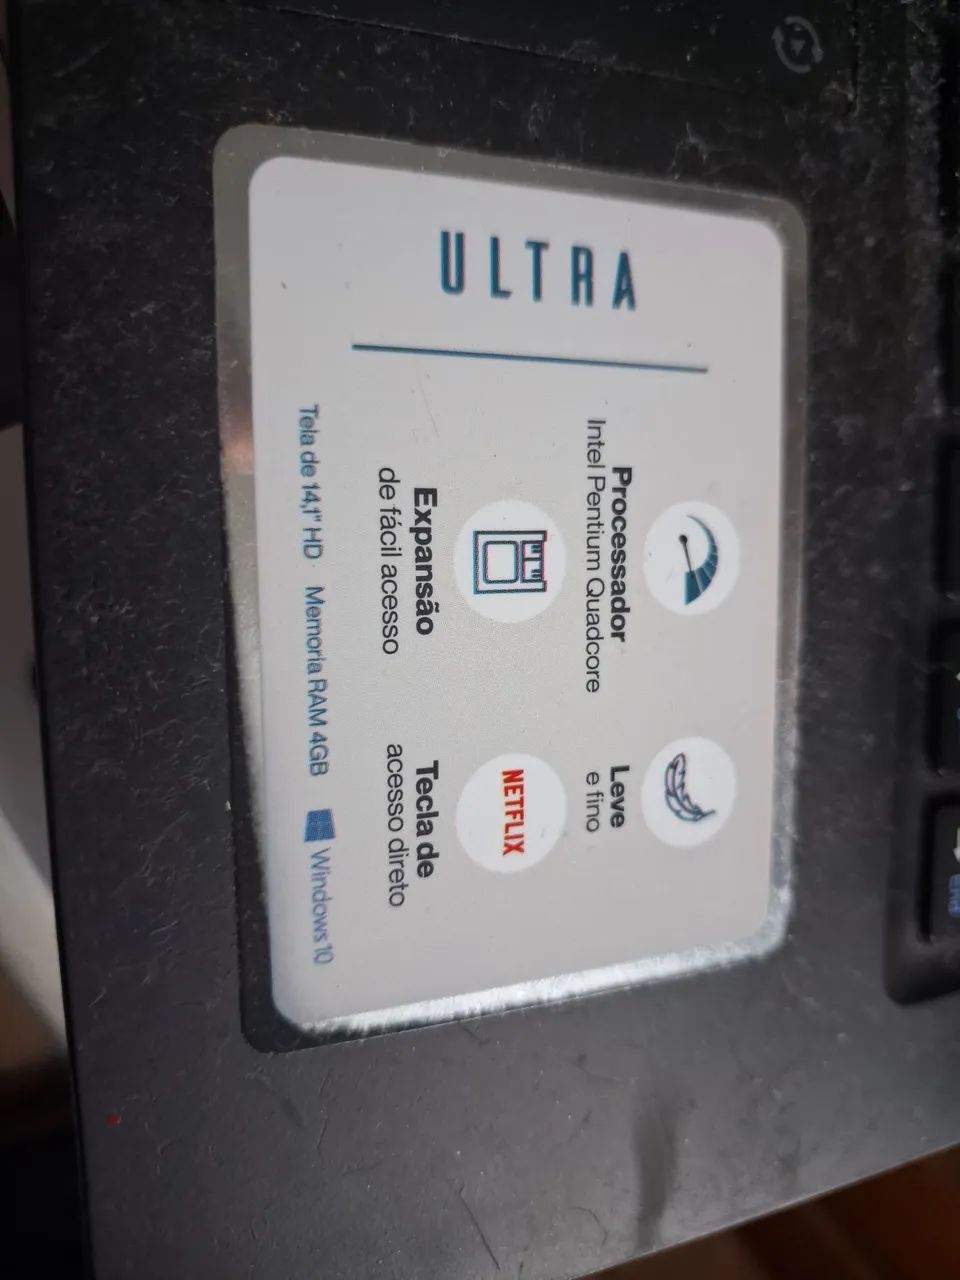 ULTRA
Processador
Intel Pentium Quadcore
Leve
e fino
Expansão
de fácil acesso
NETFLIX
Tecla de
acesso direto
Tela de 14,1" HD Memoria RAM 4GB Windows 10
End